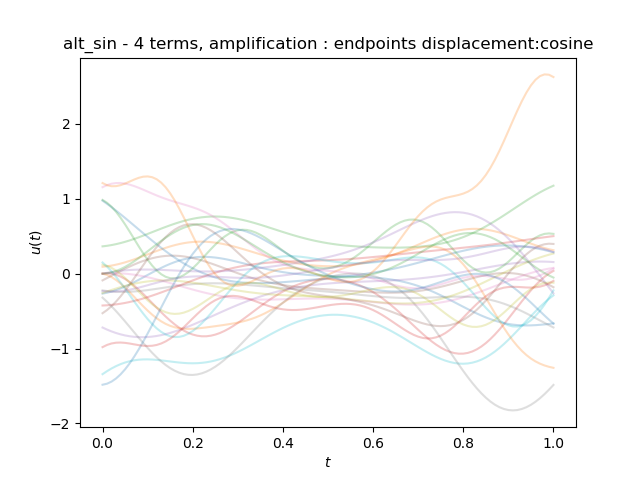 alt_sin - 4 terms, amplification : endpoints displacement:cosine
u(t)
2
1
0
−1
−2
0.0 0.2 0.4 0.6 0.8 1.0
t